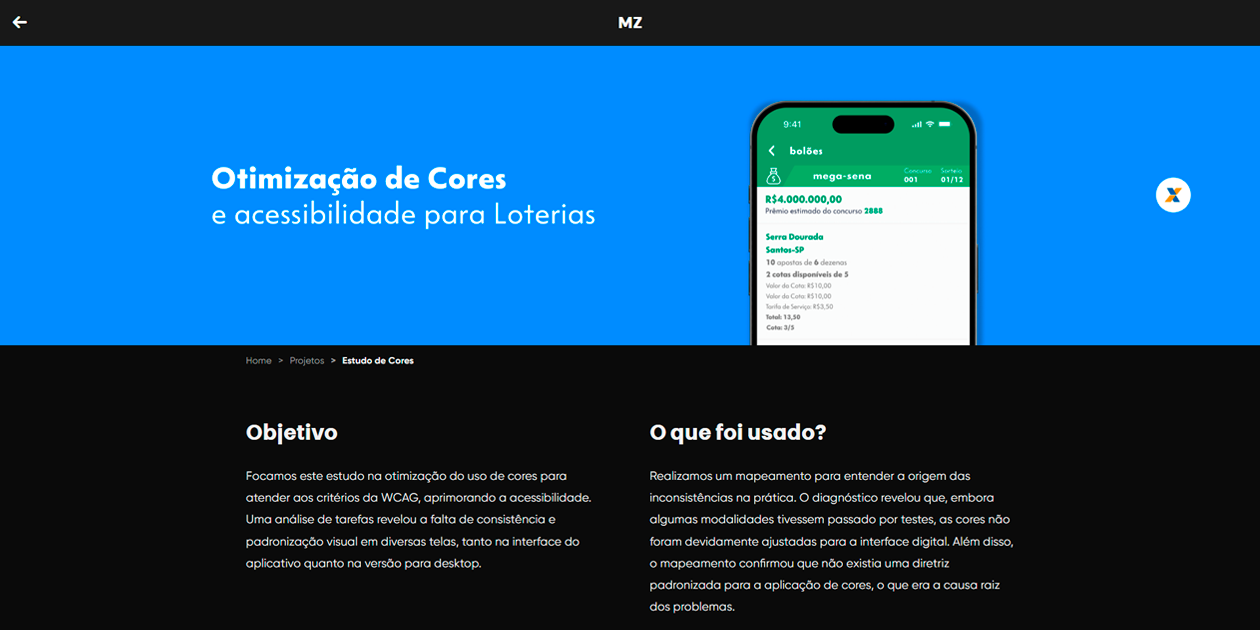 MZ
Otimização de Cores
e acessibilidade para Loterias
9:41
bolões
mega-sena
Concurso
001
Sorteio
01/12
R$4.000.000,00
Prêmio estimado do concurso 2888
Serra Dourada
Santos-SP
10 apostas de 6 dezenas
2 cotas disponíveis de 5
Valor da Cota: R$10,00
Valor da Cota: R$10,00
Tarifa de Serviço: R$3,50
Total: 13,50
Cota: 3/5
Home > Projetos > Estudo de Cores
Objetivo
Focamos este estudo na otimização do uso de cores para
atender aos critérios da WCAG, aprimorando a acessibilidade.
Uma análise de tarefas revelou a falta de consistência e
padronização visual em diversas telas, tanto na interface do
aplicativo quanto na versão para desktop.
O que foi usado?
Realizamos um mapeamento para entender a origem das
inconsistências na prática. O diagnóstico revelou que, embora
algumas modalidades tivessem passado por testes, as cores não
foram devidamente ajustadas para a interface digital. Além disso,
o mapeamento confirmou que não existia uma diretriz
padronizada para a aplicação de cores, o que era a causa raiz
dos problemas.